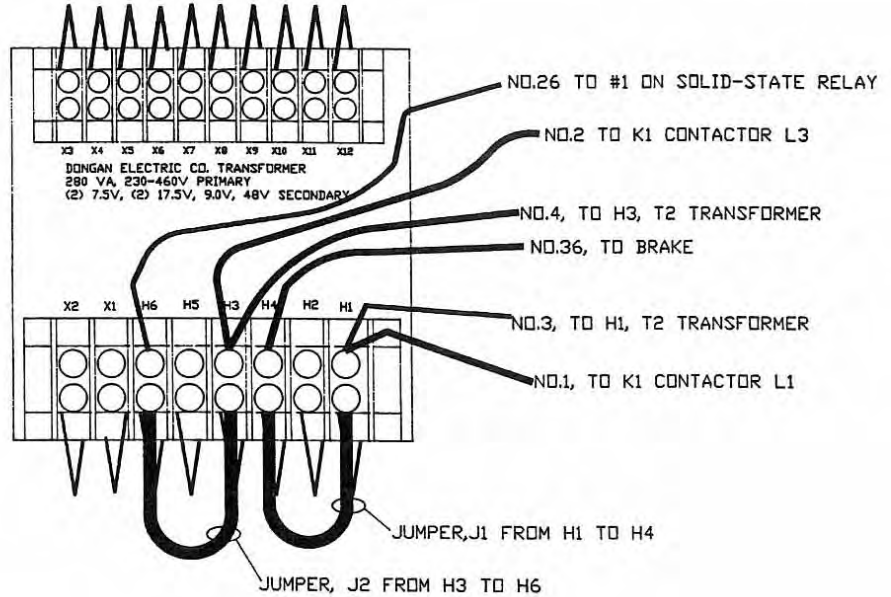 NO.26 TO #1 ON SOLID-STATE RELAY
NO.2 TO K1 CONTACTOR L3
X3 X4 X5 X6 X7 X8 X9 X10 X11 X12
DONGAN ELECTRIC CO. TRANSFORMER
280 VA, 230-460V PRIMARY
(2) 7.5V, (2) 17.5V, 9.0V, 48V SECONDARY
NO.4, TO H3, T2 TRANSFORMER
NO.36, TO BRAKE
X2 X1 H6 H5 H3 H4 H2 H1
NO.3, TO H1, T2 TRANSFORMER
NO.1, TO K1 CONTACTOR L1
JUMPER,J1 FROM H1 TO H4
JUMPER, J2 FROM H3 TO H6